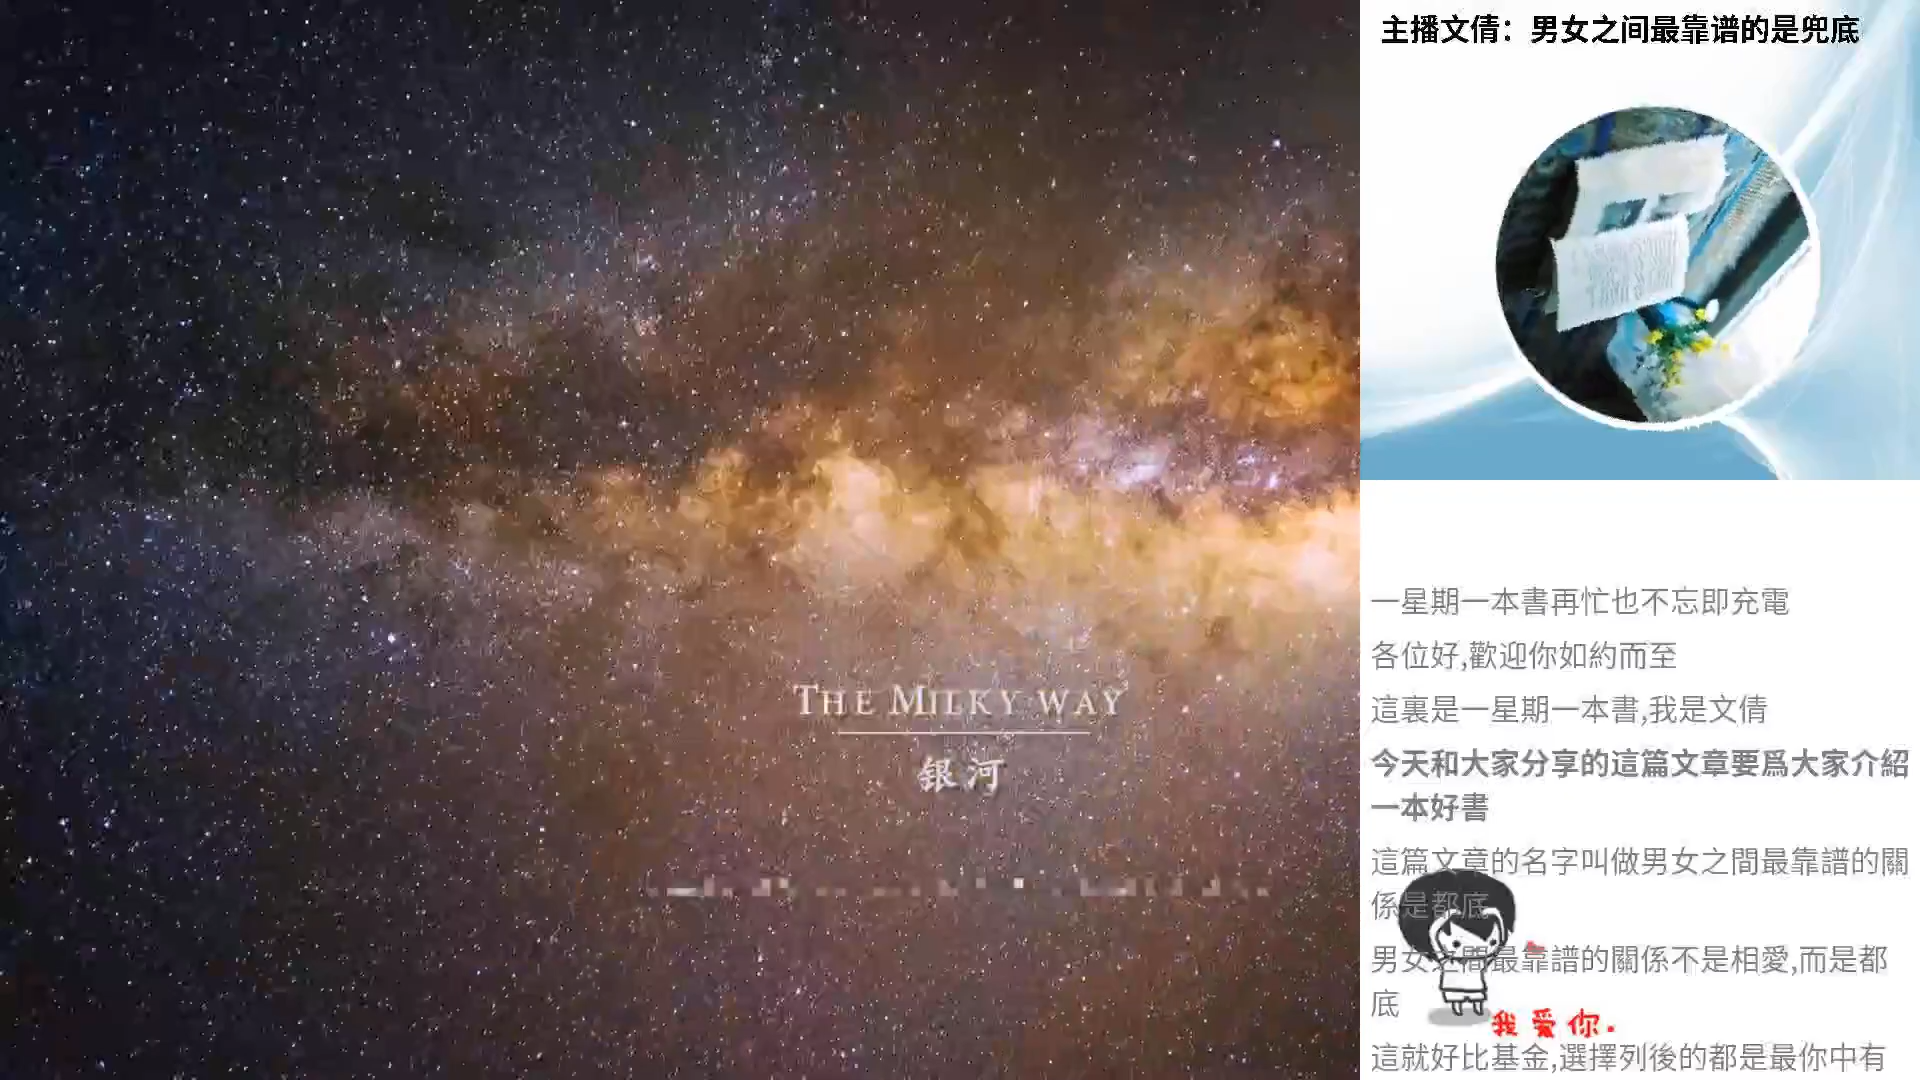 THE MILKY WAY
银河
主播文倩：男女之间最靠谱的是兜底
一星期一本書再忙也不忘即充電
各位好,歡迎你如約而至
這裏是一星期一本書,我是文倩
今天和大家分享的這篇文章要爲大家介紹
一本好書
這篇文章的名字叫做男女之間最靠譜的關
係是都底
男女之間最靠譜的關係不是相愛,而是都
底
我爱你.
這就好比基金,選擇列後的都是最你中有